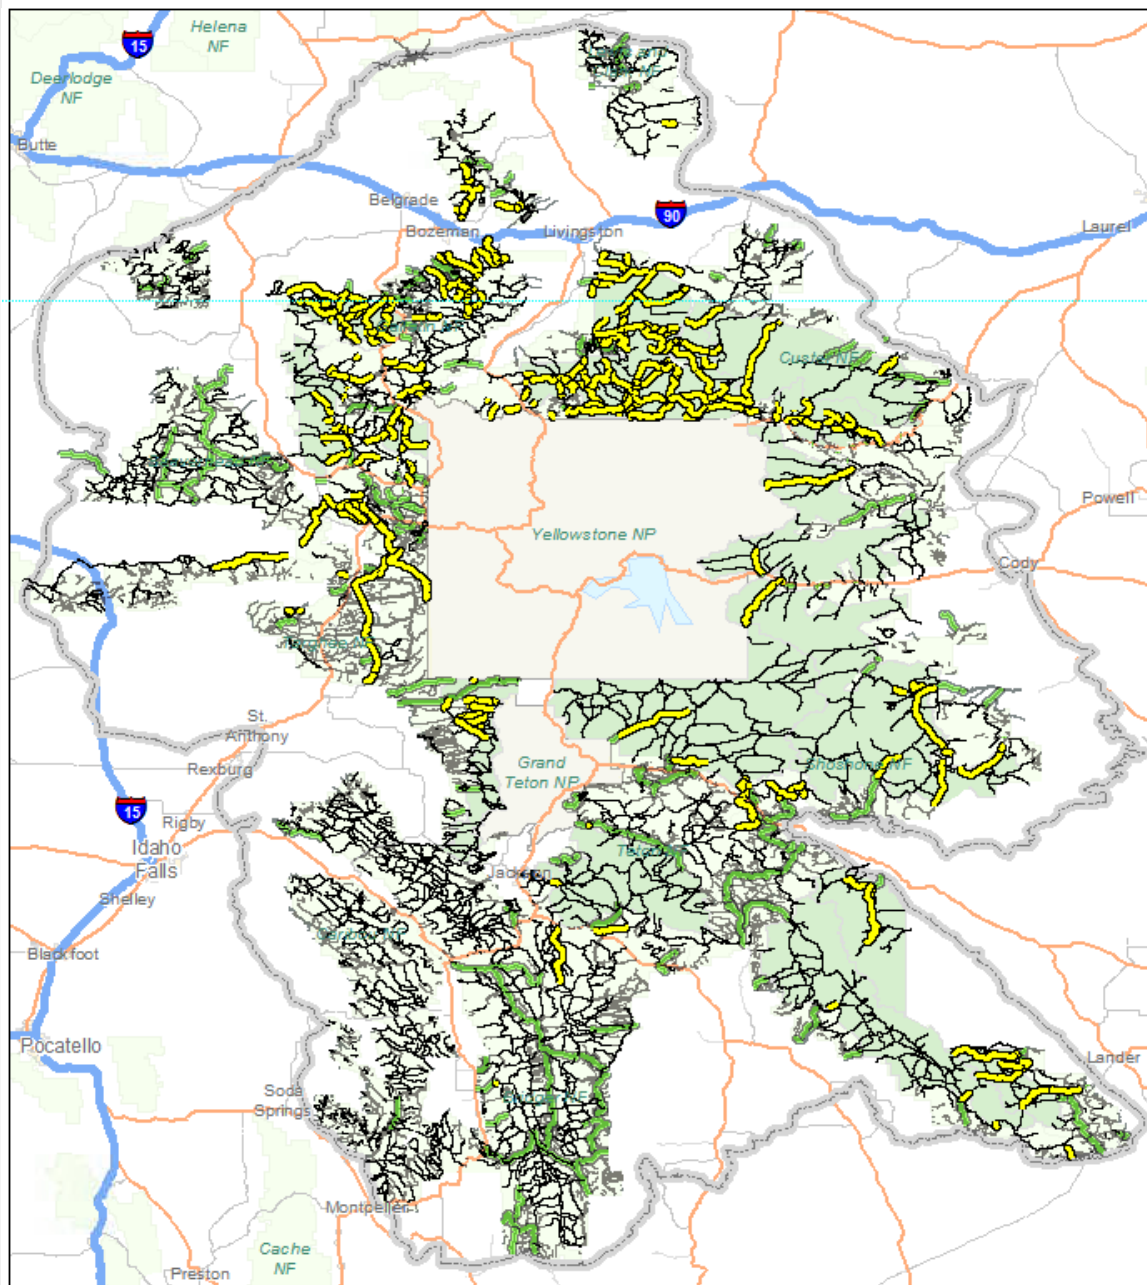 Helena
NF
15
Deerlodge
NF
Butte
Belgrade
90
Bozeman
Livingston
Laurel
Custer NF
Powell
Yellowstone NP
Cody
St.
Anthony
Rexburg
Grand
Teton NP
Shoshone NF
15
Rigby
Idaho
Falls
Jackson
Shelley
Blackfoot
Pocatello
Lander
Soda
Springs
Montpelier
Cache
NF
Preston